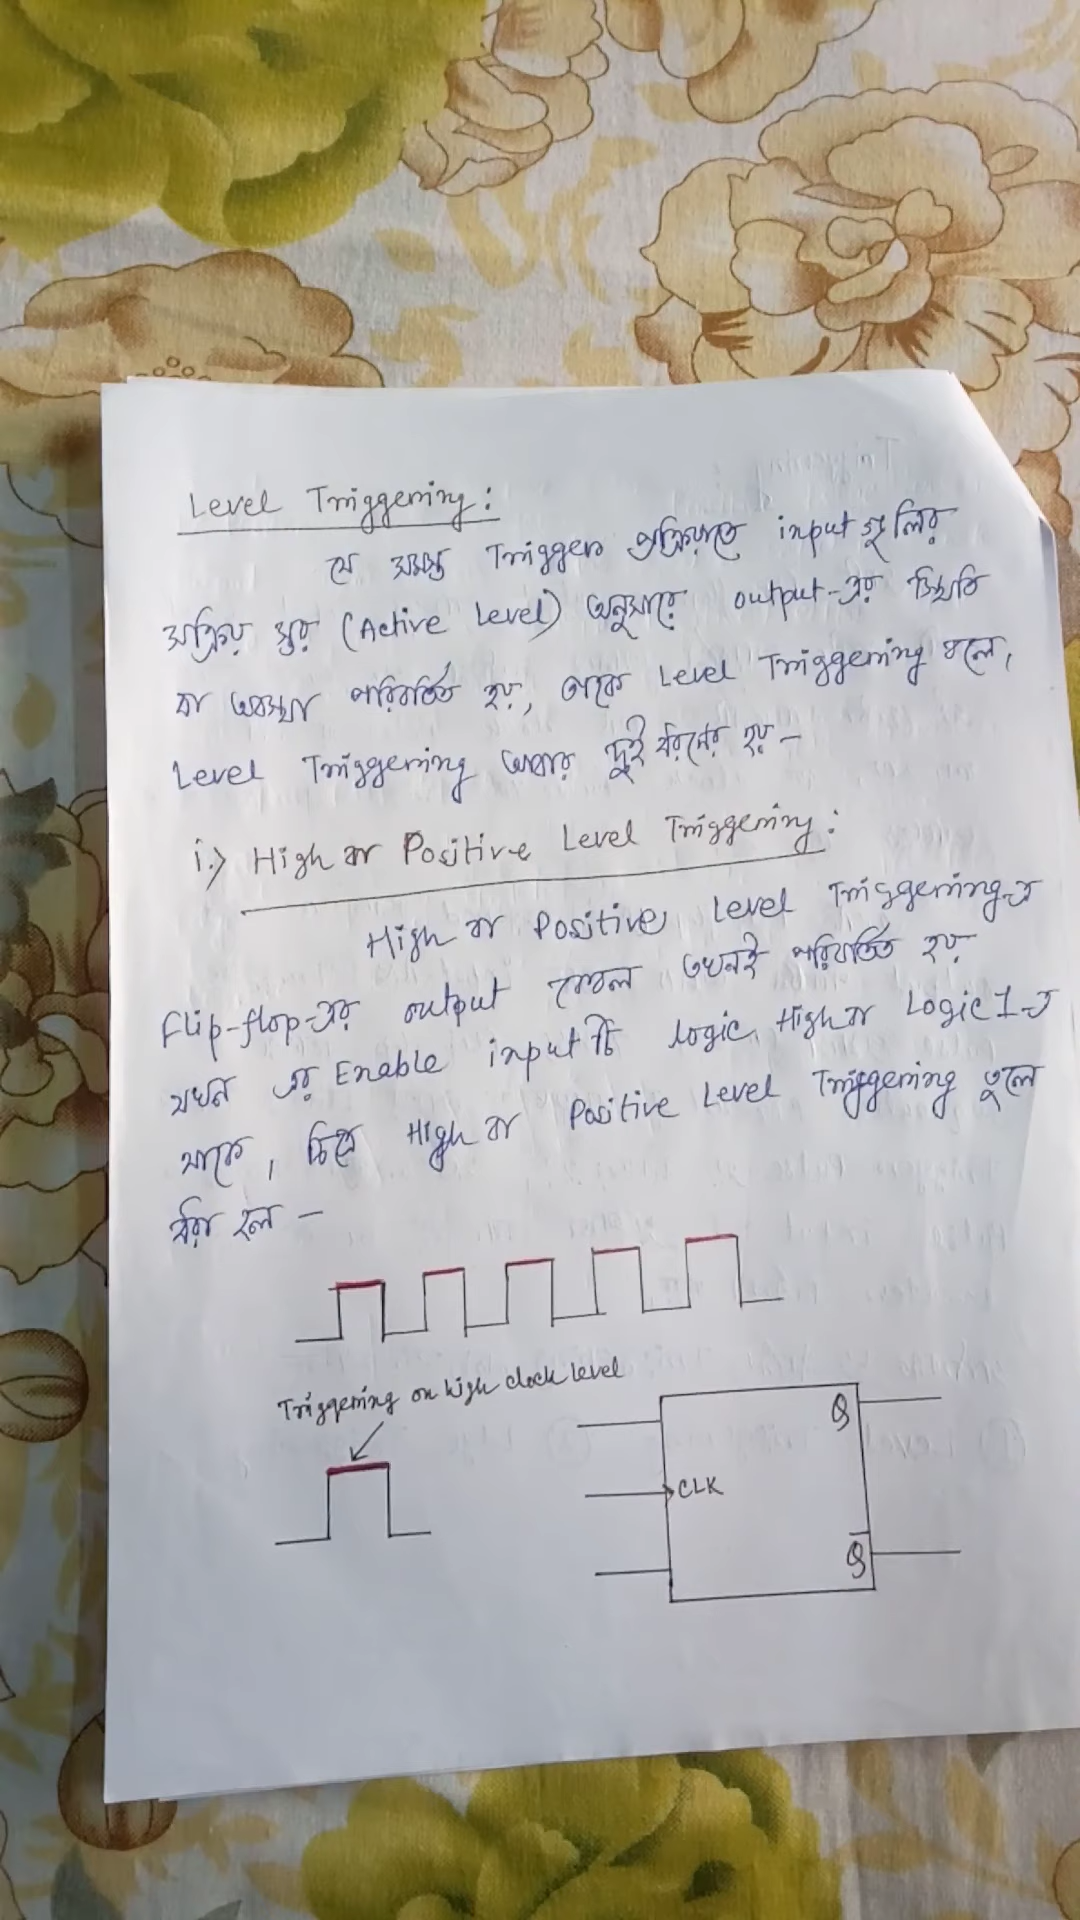 Level Triggering:
যে সমস্ত Trigger প্রক্রিয়াতে input গুলির
সক্রিয় স্তর (Active Level) অনুসারে output-এর স্থিতি
বা অবস্থা পরিবর্তিত হয়, তাকে Level Triggering বলে,
Level Triggering আবার দুই ধরনের হয় -
i.) High or Positive Level Triggering:
High or Positive Level Triggering-এ
Flip-flop-এর output কেবল তখনই পরিবর্তিত হয়
যখন এর Enable input টি logic High or Logic 1-এ
থাকে, চিত্রে High or Positive Level Triggering তুলে
ধরা হল -
Triggering on high clock level
Q
CLK
Q̅